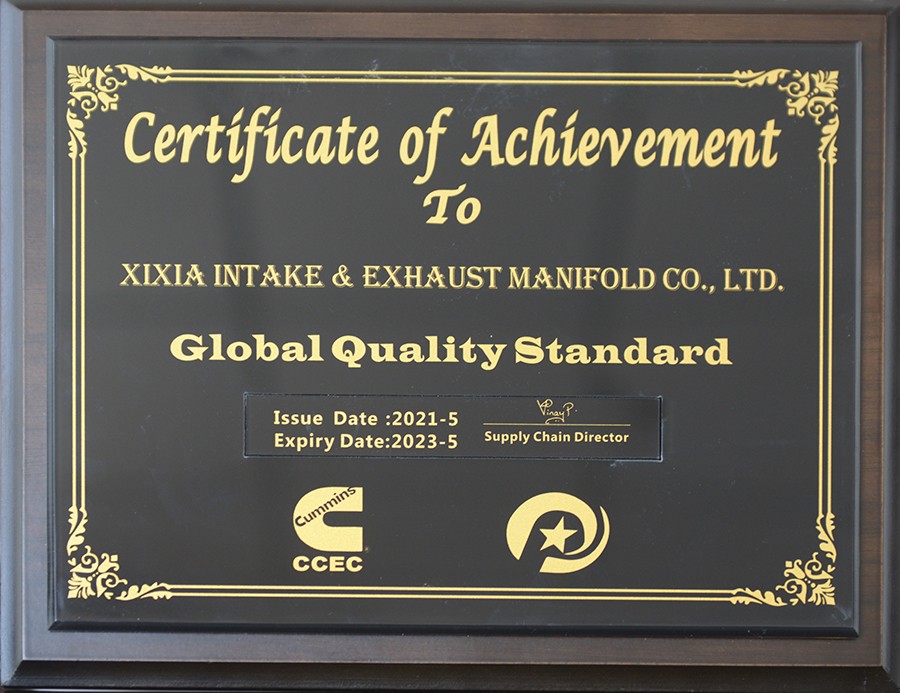 Certificate of Achievement
To
XIXIA INTAKE & EXHAUST MANIFOLD CO., LTD.
Global Quality Standard
Issue Date :2021-5
Expiry Date:2023-5
Vinay P.
Supply Chain Director
Cummins
CCEC